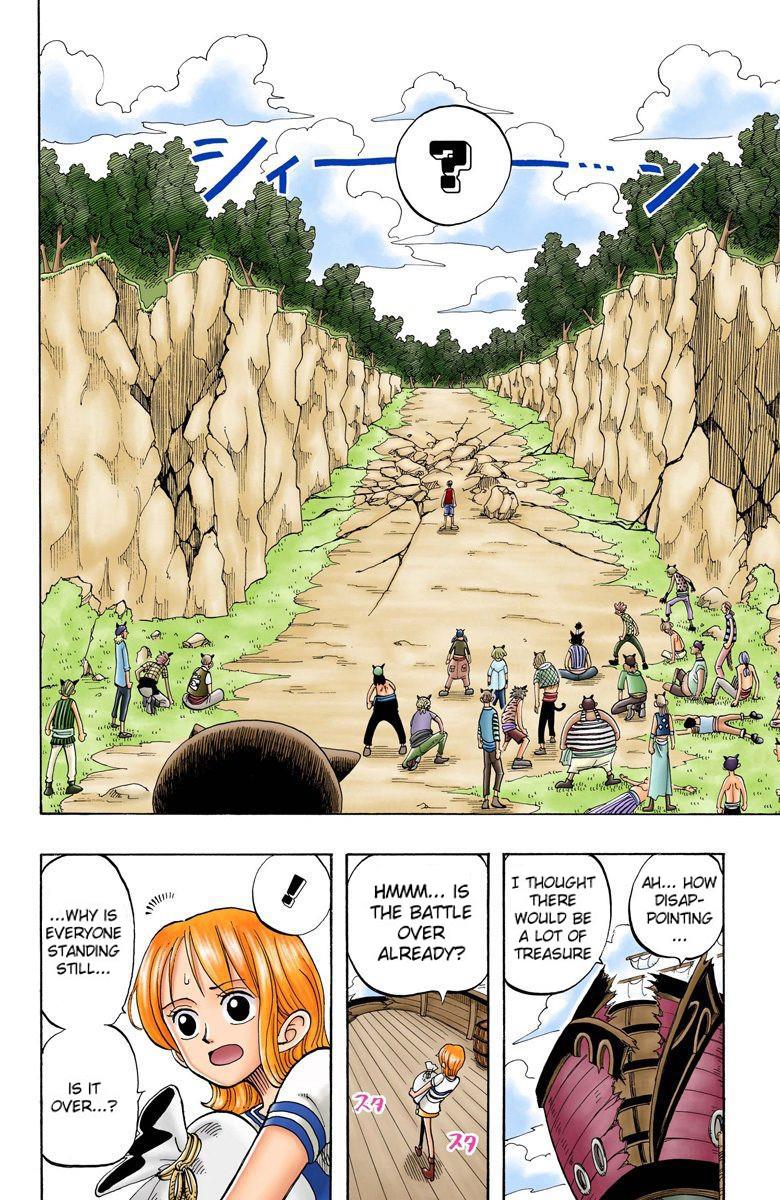 シィー
?
ー…ン
AH... HOW
DISAP-
POINTING
...
I THOUGHT
THERE
WOULD BE
A LOT OF
TREASURE
HMMM... IS
THE BATTLE
OVER
ALREADY?
スタ
スタ
!
...WHY IS
EVERYONE
STANDING
STILL...
IS IT
OVER...?